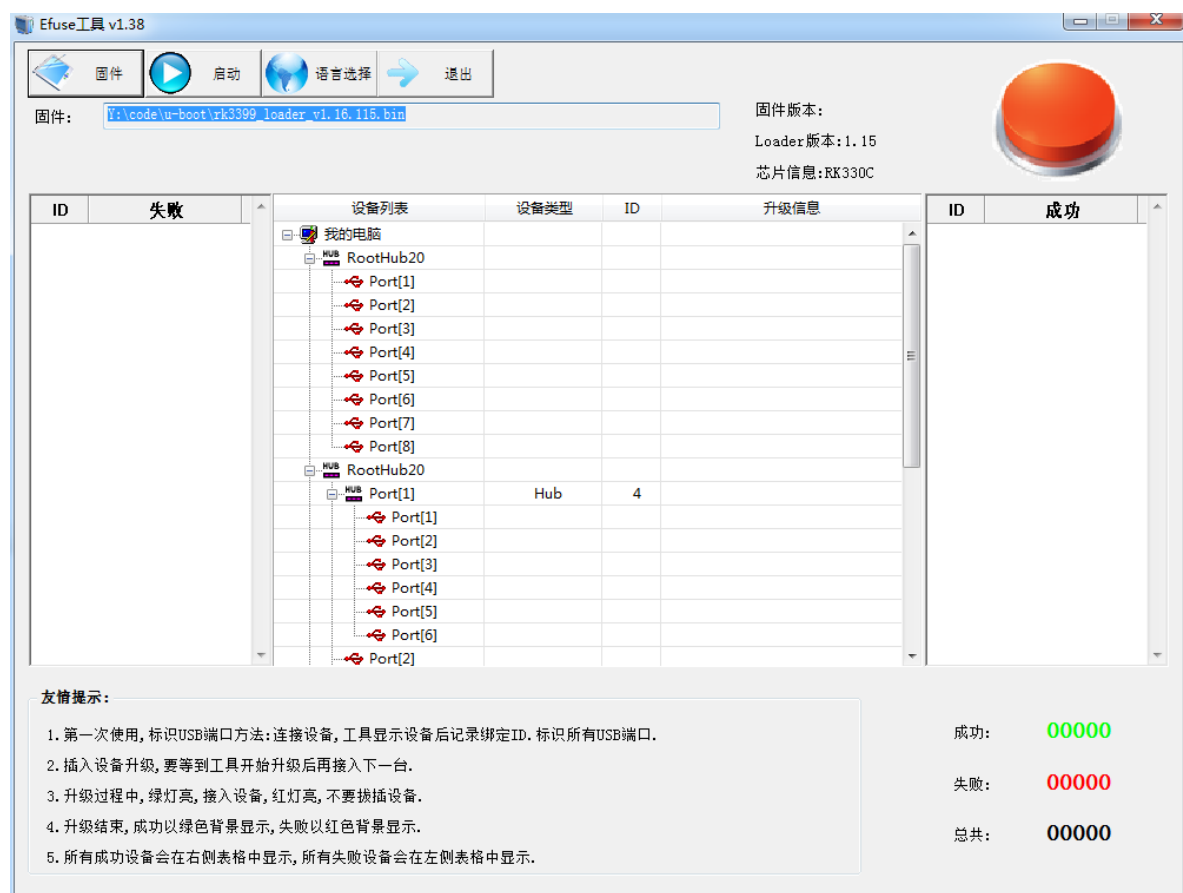 Efuse工具 v1.38
固件 启动 语言选择 退出
固件: Y:\code\u-boot\rk3399_loader_v1.16.115.bin
固件版本:
Loader版本:1.15
芯片信息:RK330C
ID 失败
设备列表 设备类型 ID 升级信息
我的电脑
HUB RootHub20
Port[1]
Port[2]
Port[3]
Port[4]
Port[5]
Port[6]
Port[7]
Port[8]
HUB RootHub20
HUB Port[1] Hub 4
Port[1]
Port[2]
Port[3]
Port[4]
Port[5]
Port[6]
Port[2]
ID 成功
友情提示:
1.第一次使用,标识USB端口方法:连接设备,工具显示设备后记录绑定ID.标识所有USB端口.
2.插入设备升级,要等到工具开始升级后再接入下一台.
3.升级过程中,绿灯亮,接入设备,红灯亮,不要拔插设备.
4.升级结束,成功以绿色背景显示,失败以红色背景显示.
5.所有成功设备会在右侧表格中显示,所有失败设备会在左侧表格中显示.
成功: 00000
失败: 00000
总共: 00000